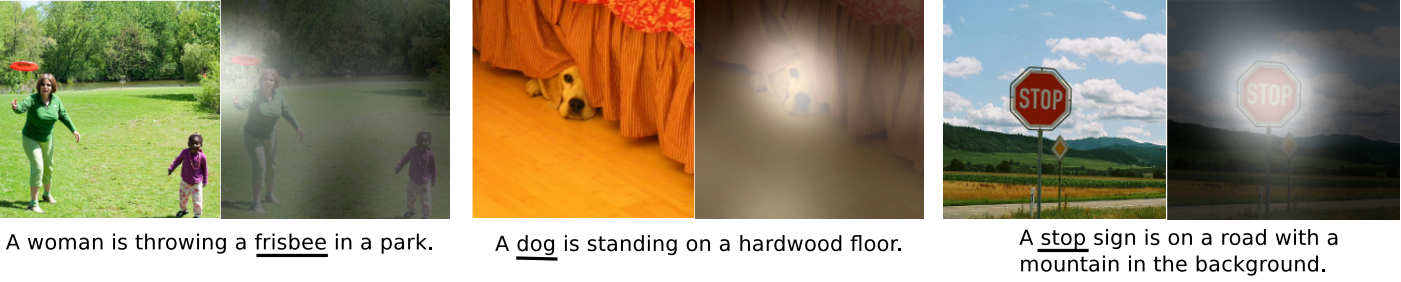 STOP
STOP
A woman is throwing a frisbee in a park.
A dog is standing on a hardwood floor.
A stop sign is on a road with a
mountain in the background.